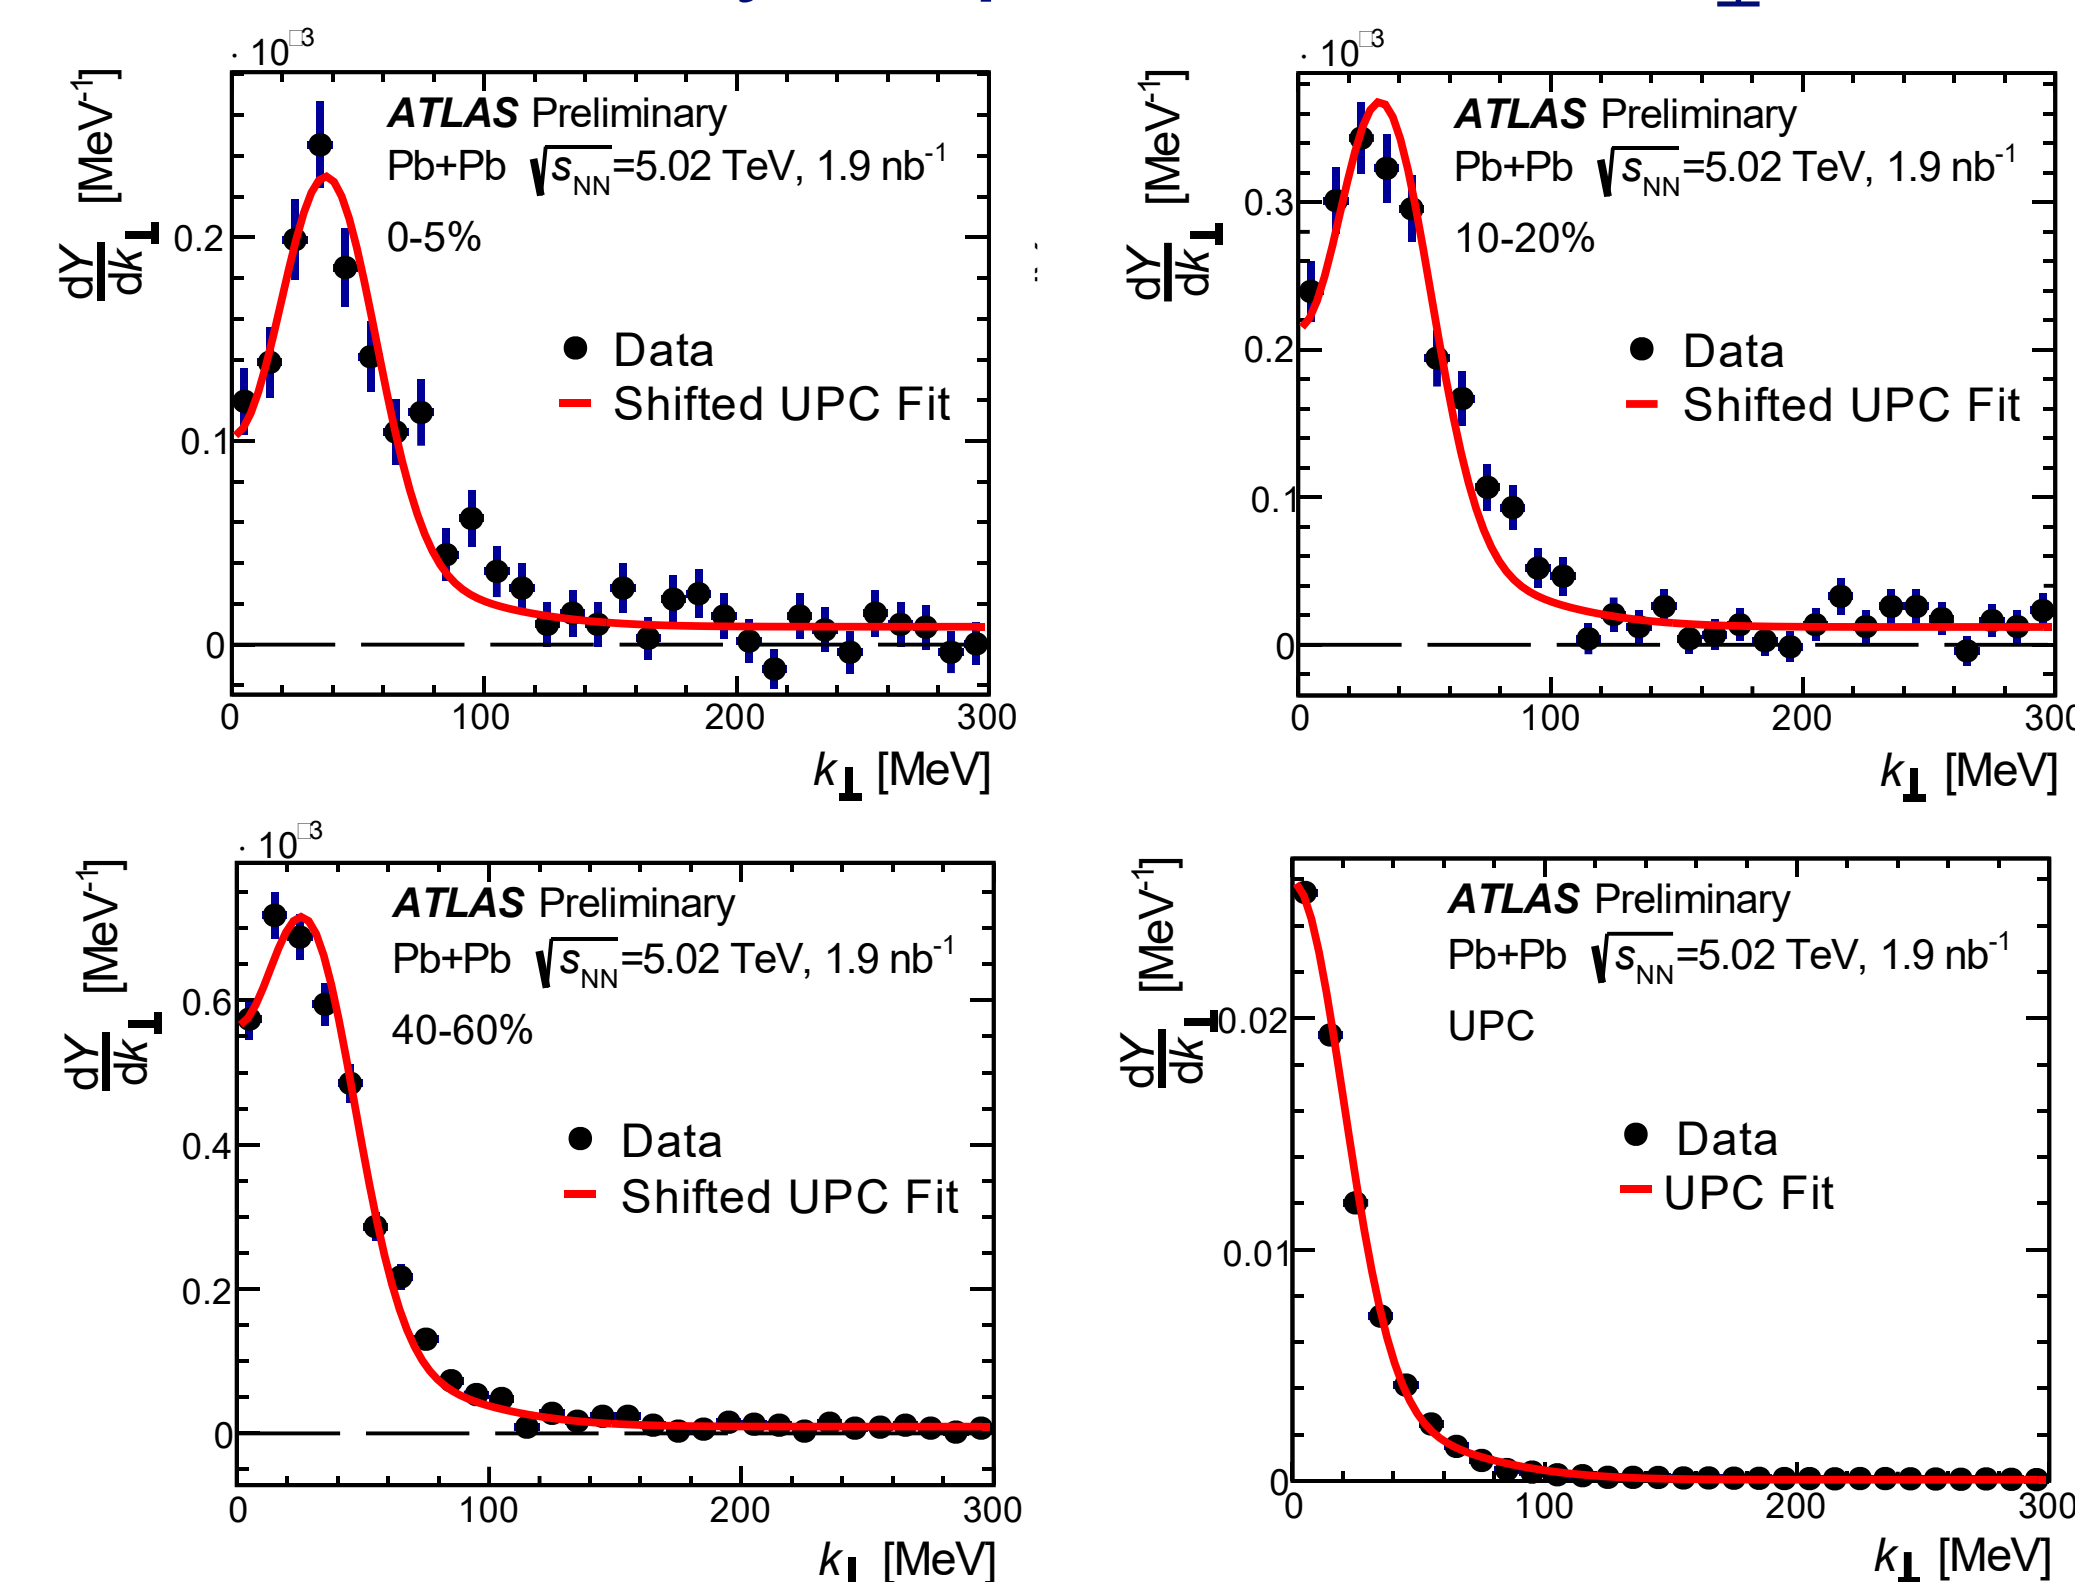 · 10□3
dY/dk⊥ [MeV-1]
ATLAS Preliminary
Pb+Pb √sNN=5.02 TeV, 1.9 nb-1
0-5%
Data
Shifted UPC Fit
0.2
0.1
0
0 100 200 300
k⊥ [MeV]
· 10□3
dY/dk⊥ [MeV-1]
ATLAS Preliminary
Pb+Pb √sNN=5.02 TeV, 1.9 nb-1
10-20%
Data
Shifted UPC Fit
0.3
0.2
0.1
0
0 100 200 300
k⊥ [MeV]
· 10□3
dY/dk⊥ [MeV-1]
ATLAS Preliminary
Pb+Pb √sNN=5.02 TeV, 1.9 nb-1
40-60%
Data
Shifted UPC Fit
0.6
0.4
0.2
0
0 100 200 300
k⊥ [MeV]
dY/dk⊥ [MeV-1]
ATLAS Preliminary
Pb+Pb √sNN=5.02 TeV, 1.9 nb-1
UPC
Data
UPC Fit
0.02
0.01
0
0 100 200 300
k⊥ [MeV]